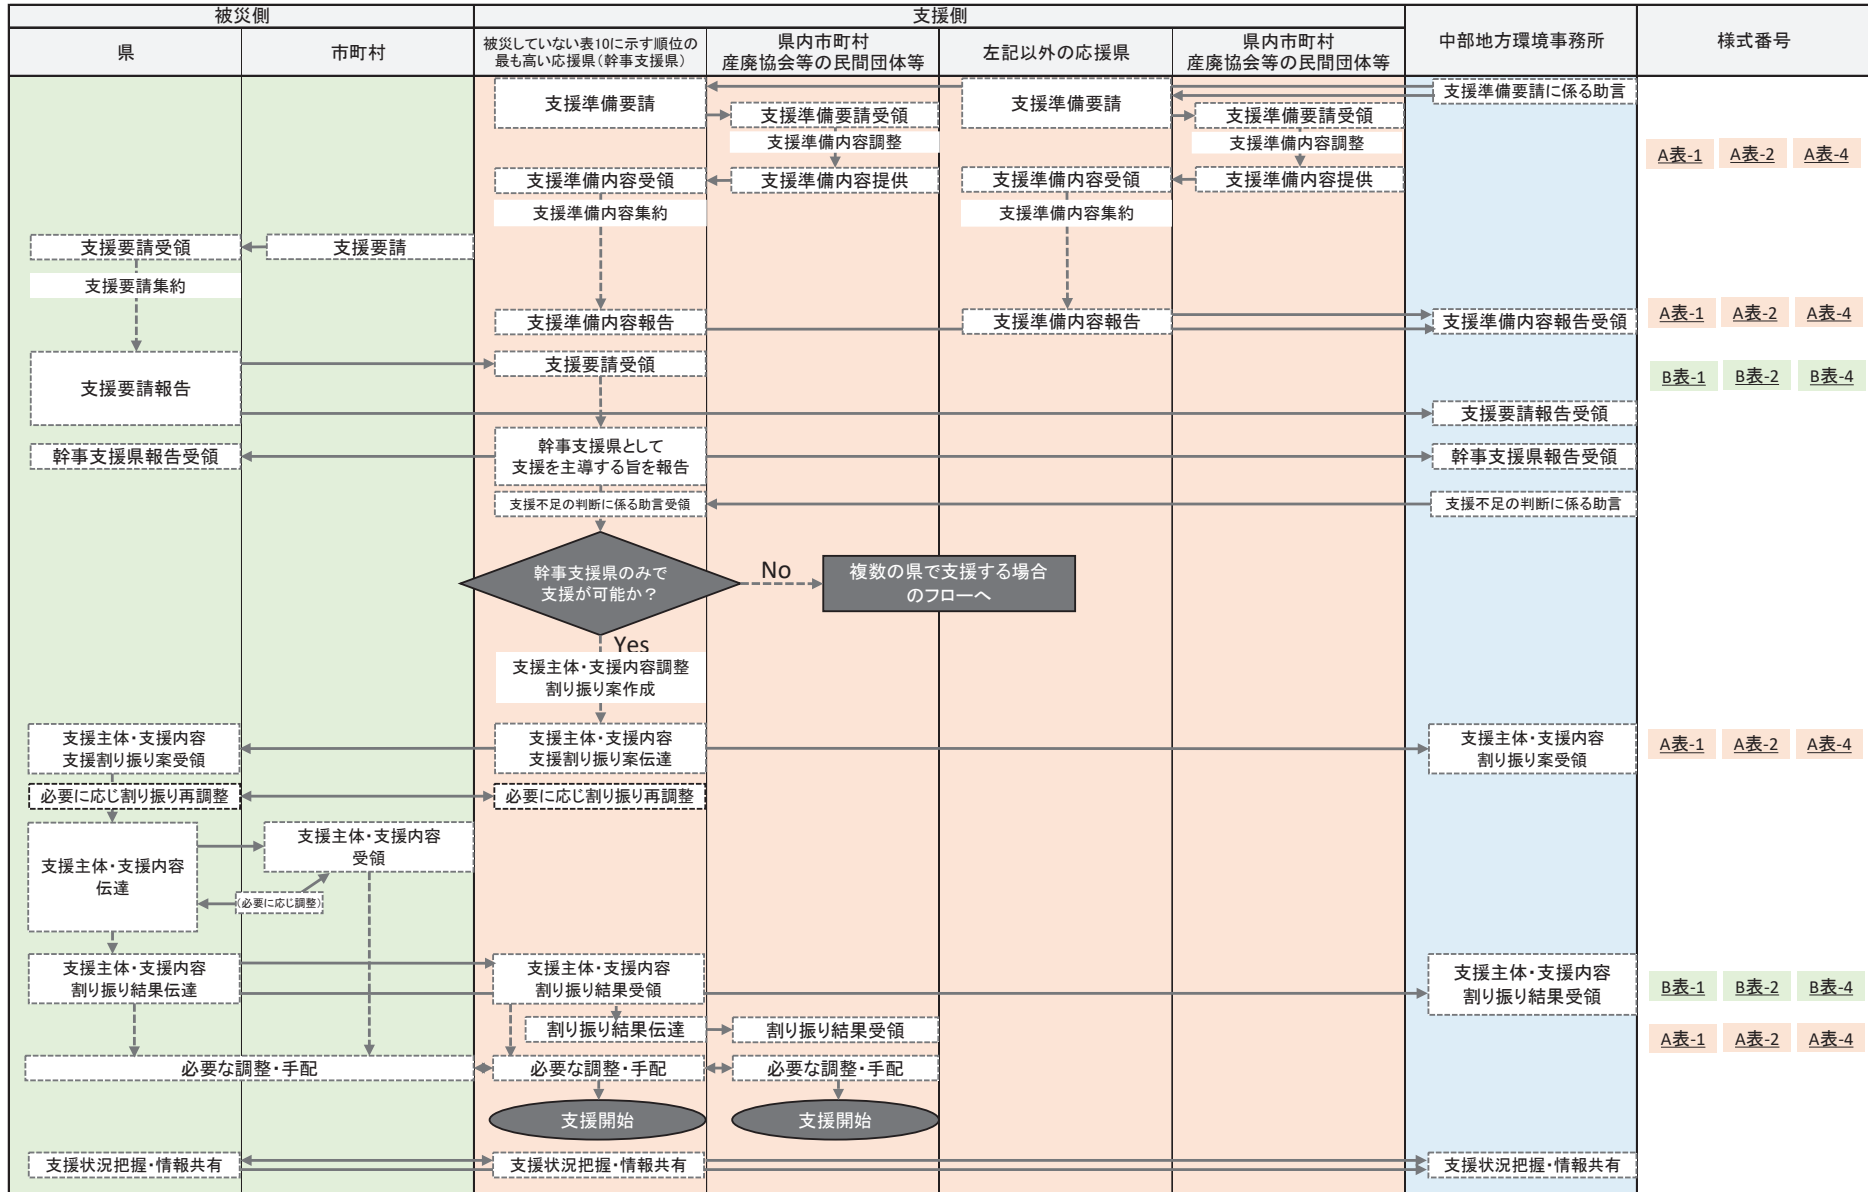 被災側
支援側
県
市町村
被災していない表10に示す順位の
最も高い応援県(幹事支援県)
県内市町村
産廃協会等の民間団体等
左記以外の応援県
県内市町村
産廃協会等の民間団体等
中部地方環境事務所
様式番号
支援準備要請
支援準備要請
支援準備要請に係る助言
支援準備要請受領
支援準備要請受領
支援準備内容調整
支援準備内容調整
A表-1 A表-2 A表-4
支援準備内容受領
支援準備内容提供
支援準備内容受領
支援準備内容提供
支援準備内容集約
支援準備内容集約
支援要請受領
支援要請
支援要請集約
支援準備内容報告
支援準備内容報告
支援準備内容報告受領
A表-1 A表-2 A表-4
支援要請報告
支援要請受領
B表-1 B表-2 B表-4
支援要請報告受領
幹事支援県報告受領
幹事支援県として
支援を主導する旨を報告
幹事支援県報告受領
支援不足の判断に係る助言受領
支援不足の判断に係る助言
幹事支援県のみで
支援が可能か?
No
複数の県で支援する場合
のフローへ
Yes
支援主体・支援内容調整
割り振り案作成
支援主体・支援内容
支援割り振り案受領
支援主体・支援内容
支援割り振り案伝達
支援主体・支援内容
割り振り案受領
A表-1 A表-2 A表-4
必要に応じ割り振り再調整
必要に応じ割り振り再調整
支援主体・支援内容
伝達
支援主体・支援内容
受領
(必要に応じ調整)
支援主体・支援内容
割り振り結果伝達
支援主体・支援内容
割り振り結果受領
支援主体・支援内容
割り振り結果受領
B表-1 B表-2 B表-4
割り振り結果伝達
割り振り結果受領
A表-1 A表-2 A表-4
必要な調整・手配
必要な調整・手配
必要な調整・手配
支援開始
支援開始
支援状況把握・情報共有
支援状況把握・情報共有
支援状況把握・情報共有